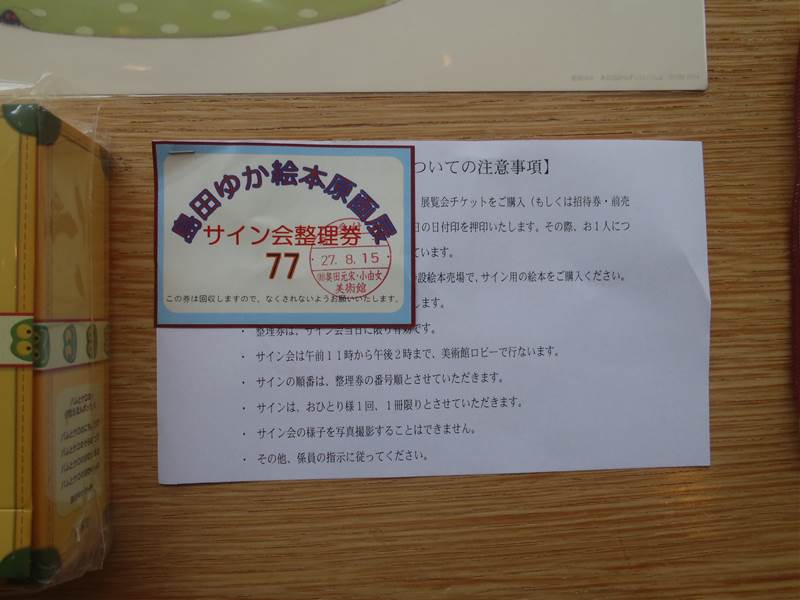 島田ゆか絵本原画展
サイン会整理券
77
27.8.15
奥田元宋・小由女
美術館
この券は回収しますので、なくされないようお願いいたします。
ついての注意事項】
展覧会チケットをご購入(もしくは招待券・前売
日の日付印を押印いたします。その際、お1人につ
ています。
設絵本売場で、サイン用の絵本をご購入ください。
します。
・ 整理券は、サイン会当日に限り有効です。
・ サイン会は午前11時から午後2時まで、美術館ロビーで行ないます。
・ サインの順番は、整理券の番号順とさせていただきます。
・ サインは、おひとり様1回、1冊限りとさせていただきます。
・ サイン会の様子を写真撮影することはできません。
・ その他、係員の指示に従ってください。